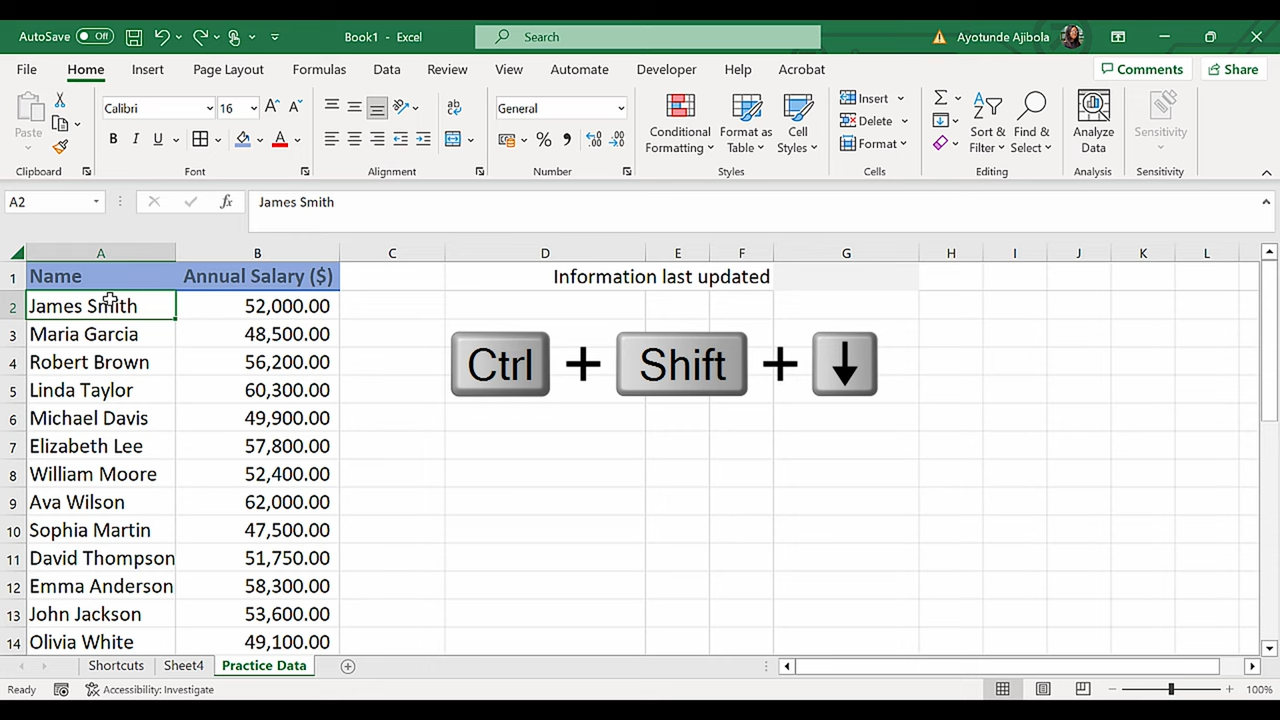 AutoSave Off Book1 - Excel Search Ayotunde Ajibola
File Home Insert Page Layout Formulas Data Review View Automate Developer Help Acrobat Comments Share
Paste
Clipboard
Calibri 16
B I U A
Font
ab
Alignment
General
% 9
Number
Conditional Formatting
Format as Table
Cell Styles
Styles
Insert
Delete
Format
Cells
Sort & Filter
Find & Select
Editing
Analyze Data
Analysis
Sensitivity
Sensitivity
A2 fx James Smith
A B C D E F G H I J K L
1 Name Annual Salary ($) Information last updated
2 James Smith 52,000.00
3 Maria Garcia 48,500.00
4 Robert Brown 56,200.00
5 Linda Taylor 60,300.00
6 Michael Davis 49,900.00
7 Elizabeth Lee 57,800.00
8 William Moore 52,400.00
9 Ava Wilson 62,000.00
10 Sophia Martin 47,500.00
11 David Thompson 51,750.00
12 Emma Anderson 58,300.00
13 John Jackson 53,600.00
14 Olivia White 49,100.00
Ctrl + Shift + ↓
Shortcuts Sheet4 Practice Data
Ready Accessibility: Investigate 100%